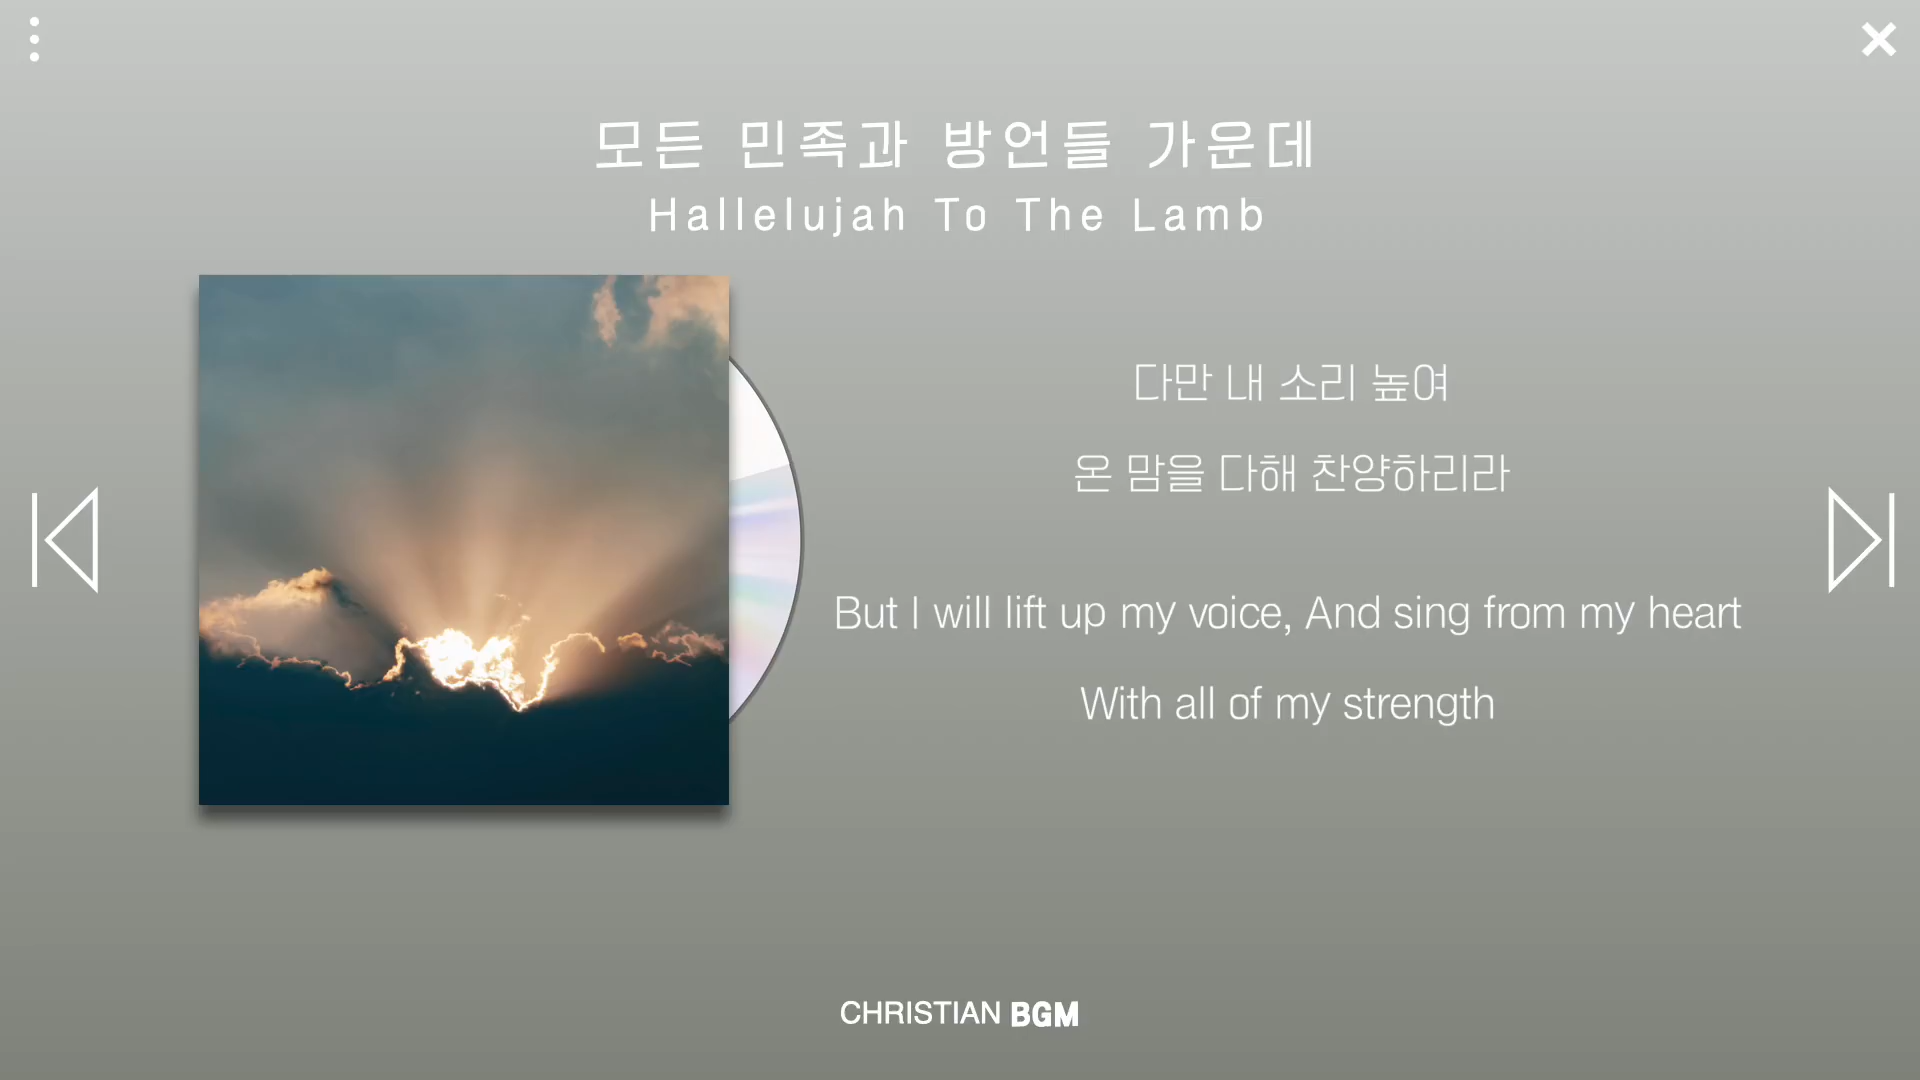 모든 민족과 방언들 가운데
Hallelujah To The Lamb
다만 내 소리 높여
온 맘을 다해 찬양하리라
But I will lift up my voice, And sing from my heart
With all of my strength
CHRISTIAN BGM